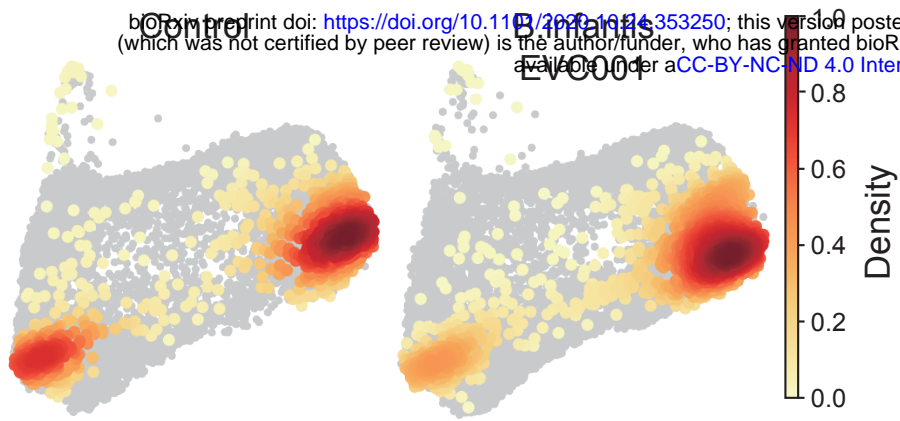 bioRxiv preprint doi: https://doi.org/10.1101/2020.10.24.353250; this version poste
(which was not certified by peer review) is the author/funder, who has granted bioR
available under aCC-BY-NC-ND 4.0 Inter
Control
B.infantis
EVC001
1.0
0.8
0.6
0.4
0.2
0.0
Density